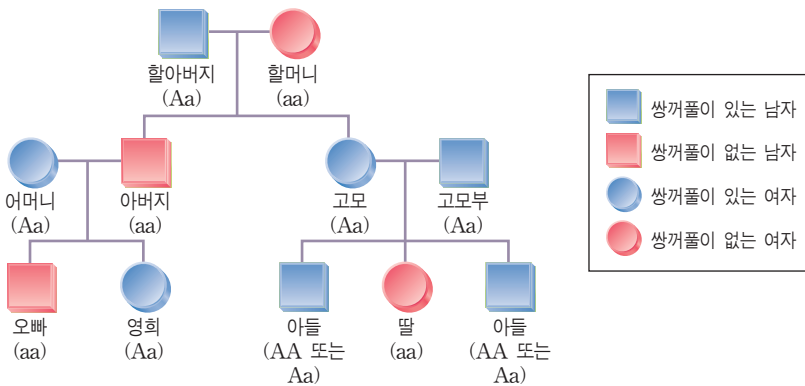 할아버지
(Aa)
할머니
(aa)
쌍꺼풀이 있는 남자
쌍꺼풀이 없는 남자
쌍꺼풀이 있는 여자
쌍꺼풀이 없는 여자
어머니
(Aa)
아버지
(aa)
고모
(Aa)
고모부
(Aa)
오빠
(aa)
영희
(Aa)
아들
(AA 또는
Aa)
딸
(aa)
아들
(AA 또는
Aa)